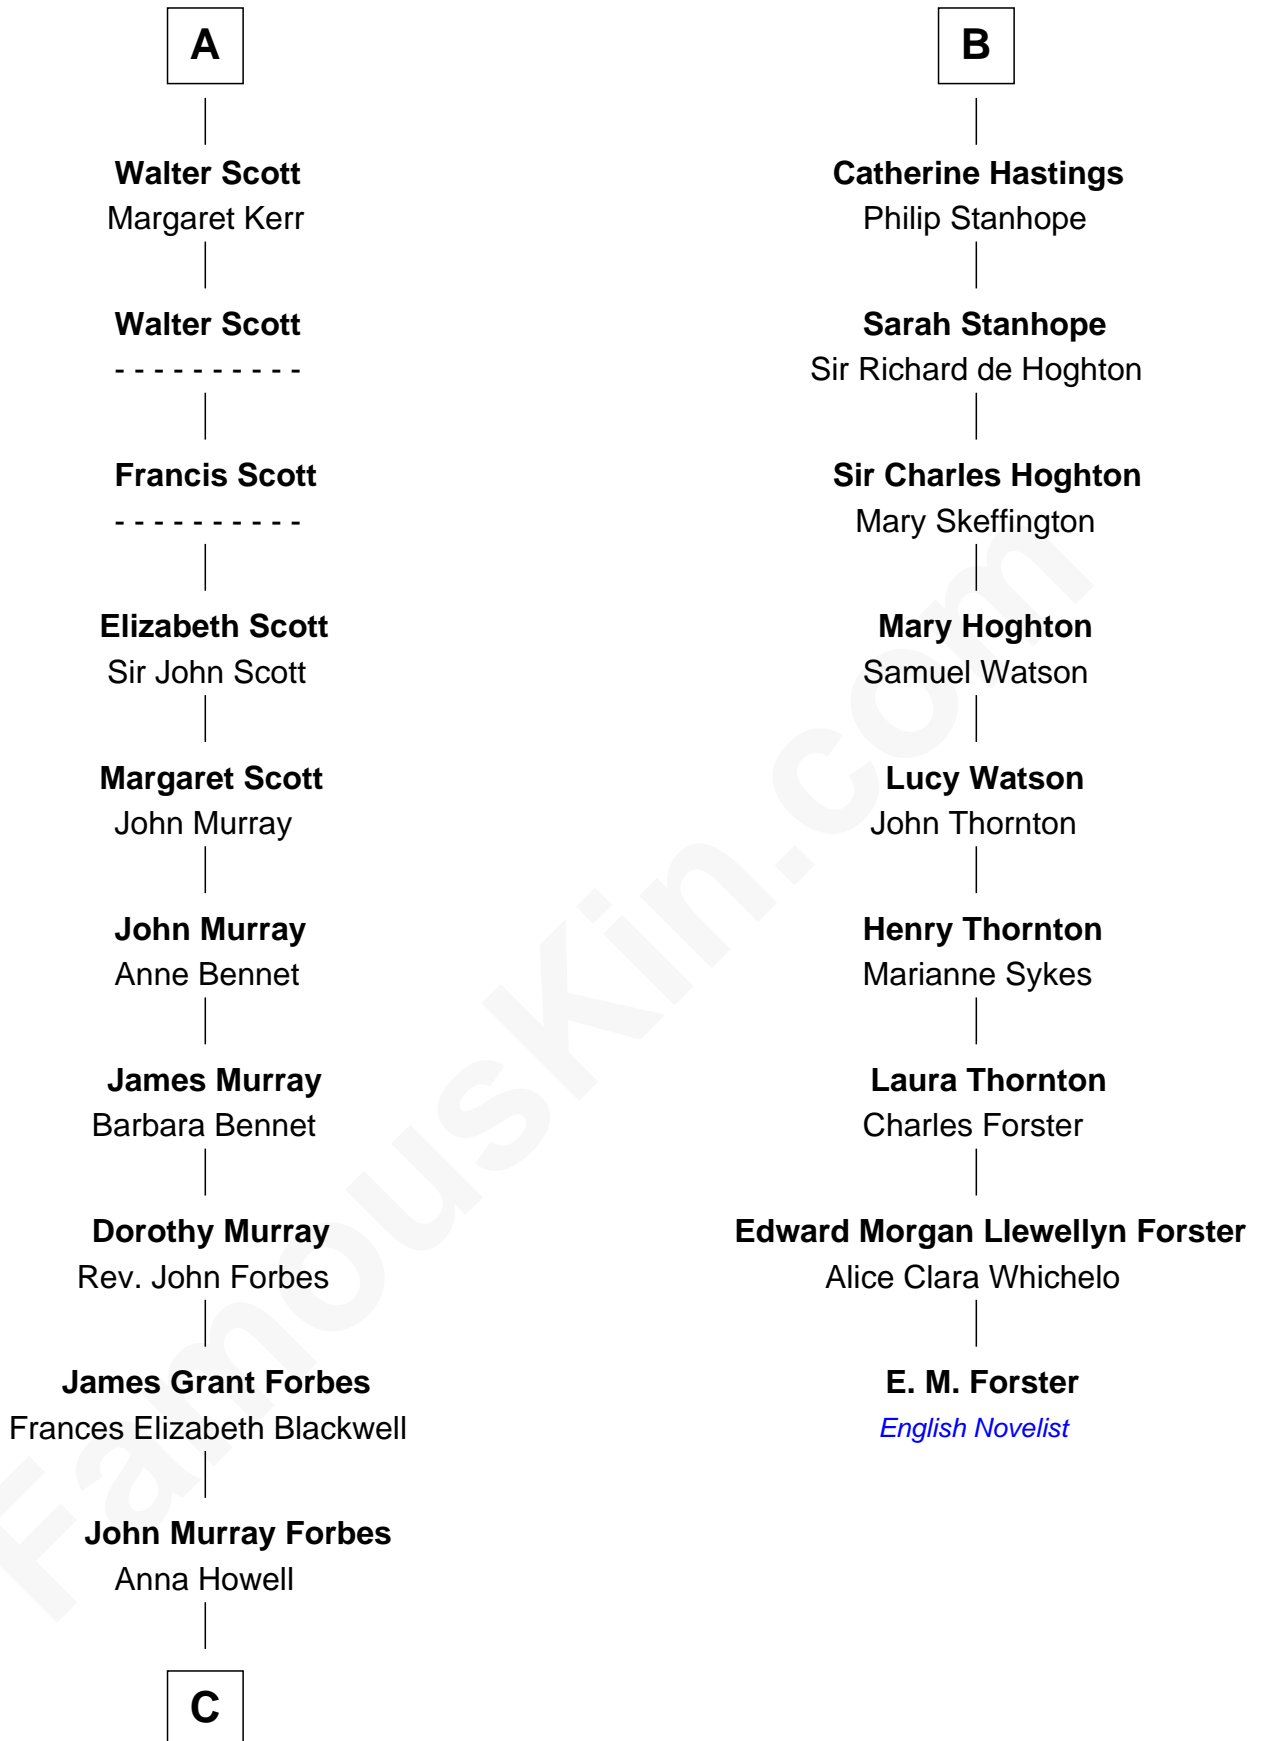 A
Walter Scott
Margaret Kerr
Walter Scott
- - - - - - - - - -
Francis Scott
- - - - - - - - - -
Elizabeth Scott
Sir John Scott
Margaret Scott
John Murray
John Murray
Anne Bennet
James Murray
Barbara Bennet
Dorothy Murray
Rev. John Forbes
James Grant Forbes
Frances Elizabeth Blackwell
John Murray Forbes
Anna Howell
C
B
Catherine Hastings
Philip Stanhope
Sarah Stanhope
Sir Richard de Hoghton
Sir Charles Hoghton
Mary Skeffington
Mary Hoghton
Samuel Watson
Lucy Watson
John Thornton
Henry Thornton
Marianne Sykes
Laura Thornton
Charles Forster
Edward Morgan Llewellyn Forster
Alice Clara Whichelo
E. M. Forster
English Novelist
FamousKin.com